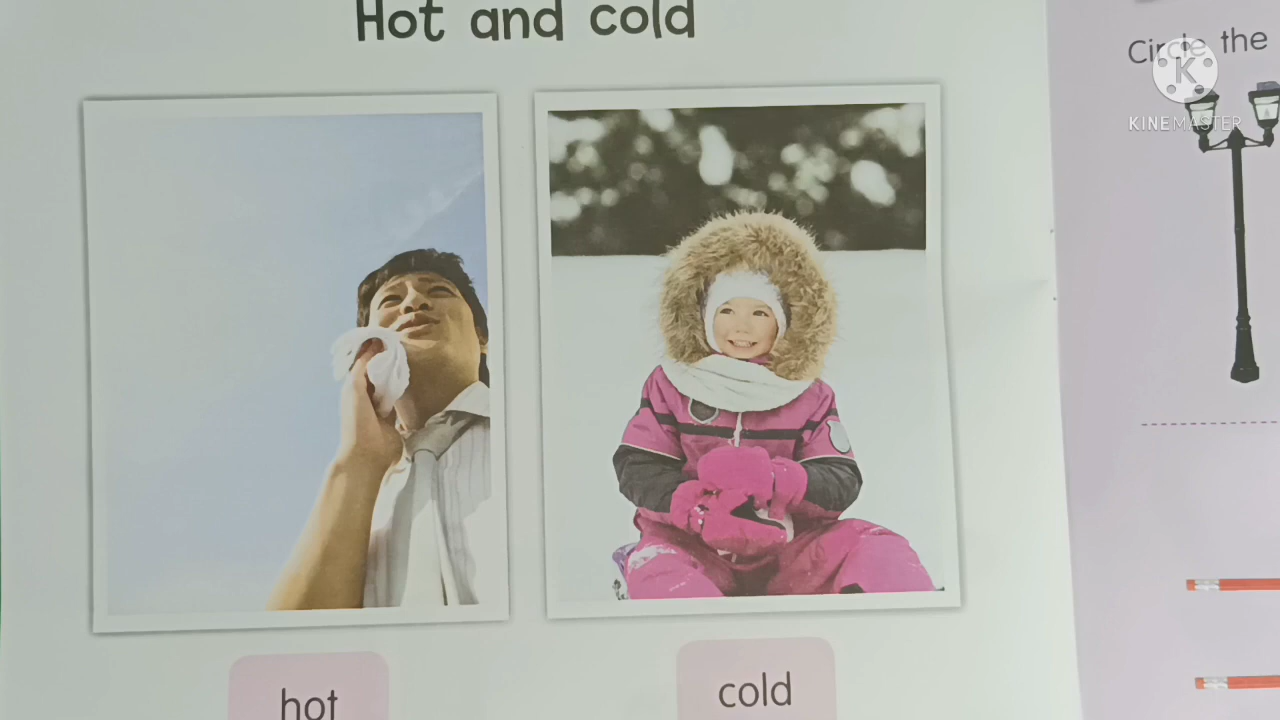 Hot and cold
hot
cold
Circle the
K
KINEMASTER